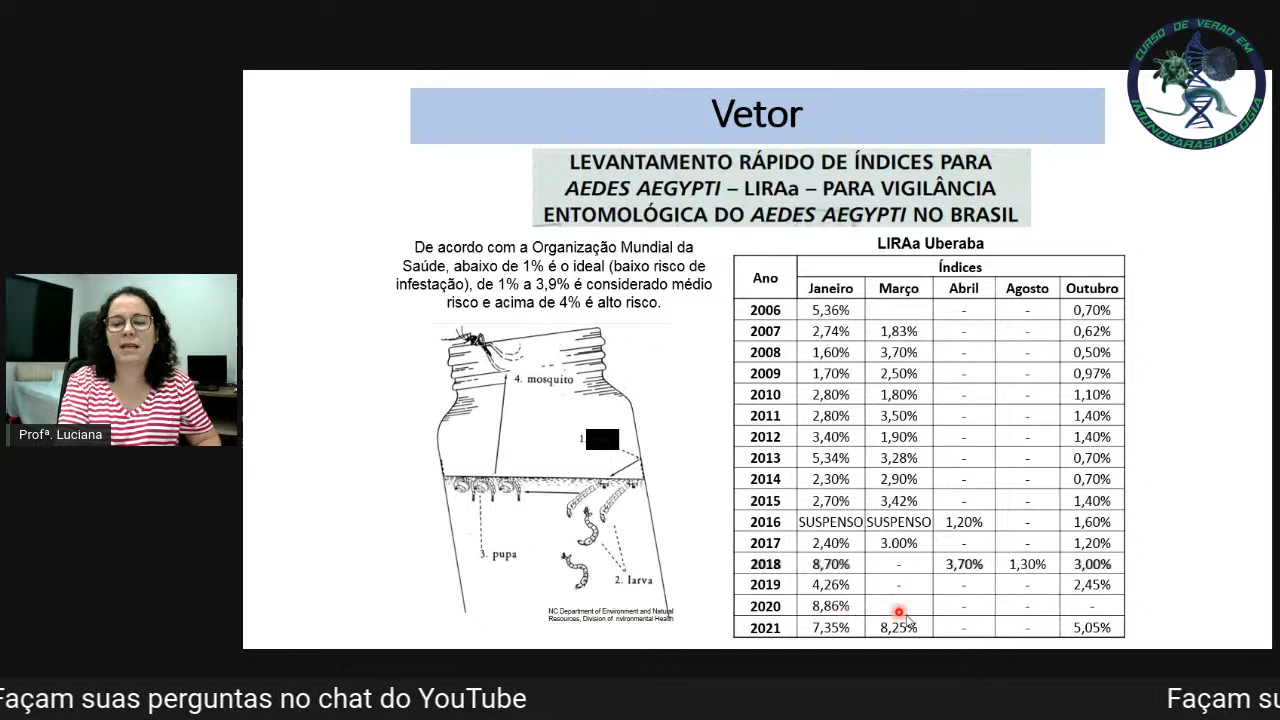 CURSO DE VERÃO EM
IMUNOPARASITOLOGIA
Vetor
LEVANTAMENTO RÁPIDO DE ÍNDICES PARA
AEDES AEGYPTI – LIRAa – PARA VIGILÂNCIA
ENTOMOLÓGICA DO AEDES AEGYPTI NO BRASIL
De acordo com a Organização Mundial da
Saúde, abaixo de 1% é o ideal (baixo risco de
infestação), de 1% a 3,9% é considerado médio
risco e acima de 4% é alto risco.
4. mosquito
1.
3. pupa
2. larva
NC Department of Environment and Natural
Resources, Division of nvironmental Health
LIRAa Uberaba
Ano Índices
Janeiro Março Abril Agosto Outubro
2006 5,36% - - 0,70%
2007 2,74% 1,83% - - 0,62%
2008 1,60% 3,70% - - 0,50%
2009 1,70% 2,50% - - 0,97%
2010 2,80% 1,80% - - 1,10%
2011 2,80% 3,50% - - 1,40%
2012 3,40% 1,90% - - 1,40%
2013 5,34% 3,28% - - 0,70%
2014 2,30% 2,90% - - 0,70%
2015 2,70% 3,42% - - 1,40%
2016 SUSPENSO SUSPENSO 1,20% - 1,60%
2017 2,40% 3.00% - - 1,20%
2018 8,70% - 3,70% 1,30% 3,00%
2019 4,26% - - - 2,45%
2020 8,86% - - -
2021 7,35% 8,25% - - 5,05%
Profª. Luciana
Façam suas perguntas no chat do YouTube
Façam su